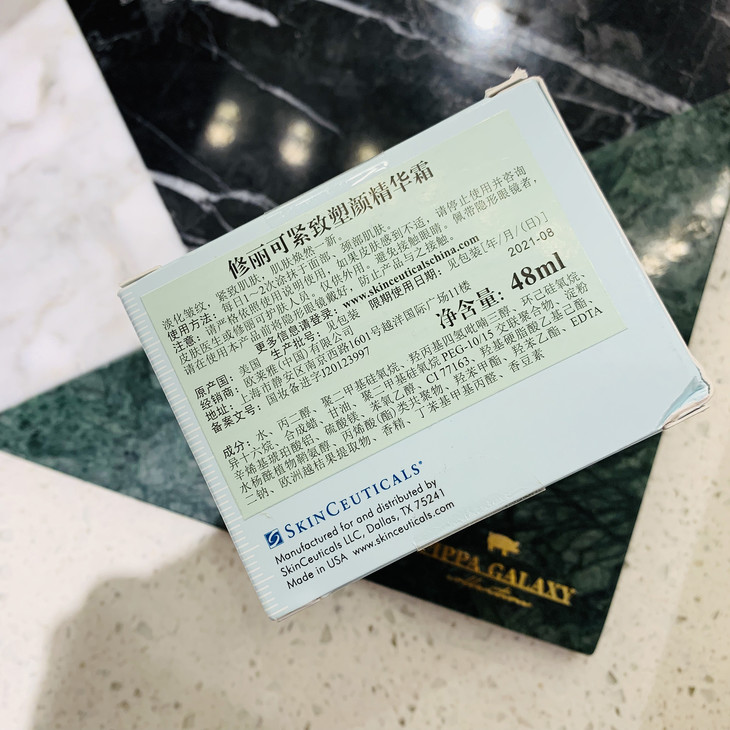 修丽可紧致塑颜精华霜
淡化皱纹，紧致肌肤，肌肤焕然一新。
使用方法：每日1-2次涂抹于面部、颈部肌肤。
注意：请严格依照使用说明使用，如果皮肤感到不适，请停止使用并咨询
皮肤医生或修丽可护肤人员，仅供外用，避免接触眼睛。佩带隐形眼镜者，
请在使用本产品前将隐形眼镜戴好，防止产品与之接触。
更多信息请登录：www.skinceuticalschina.com
生产批号：见包装 限期使用日期：见包装[年/月/(日)]
2021-08
原产国：美国
经销商：欧莱雅(中国)有限公司
地址：上海市静安区南京西路1601号越洋国际广场11楼
备案文号：国妆备进字J20123997
净含量：48ml
成分：水、丙二醇、聚二甲基硅氧烷、羟丙基四氢吡喃三醇、环己硅氧烷、
异十六烷、合成蜡、甘油、聚二甲基硅氧烷 PEG-10/15 交联聚合物、淀粉
辛烯基琥珀酸铝、硫酸镁、苯氧乙醇、CI 77163、羟基硬脂酸乙基己酯、
水杨酰植物鞘氨醇、丙烯酸(酯)类共聚物、羟苯甲酯、羟苯乙酯、EDTA
二钠、欧洲越桔果提取物、香精、丁苯基甲基丙醛、香豆素
SKINCEUTICALS®
Manufactured for and distributed by
SkinCeuticals LLC, Dallas, TX 75241
Made in USA www.skinceuticals.com
GALAXY
collection